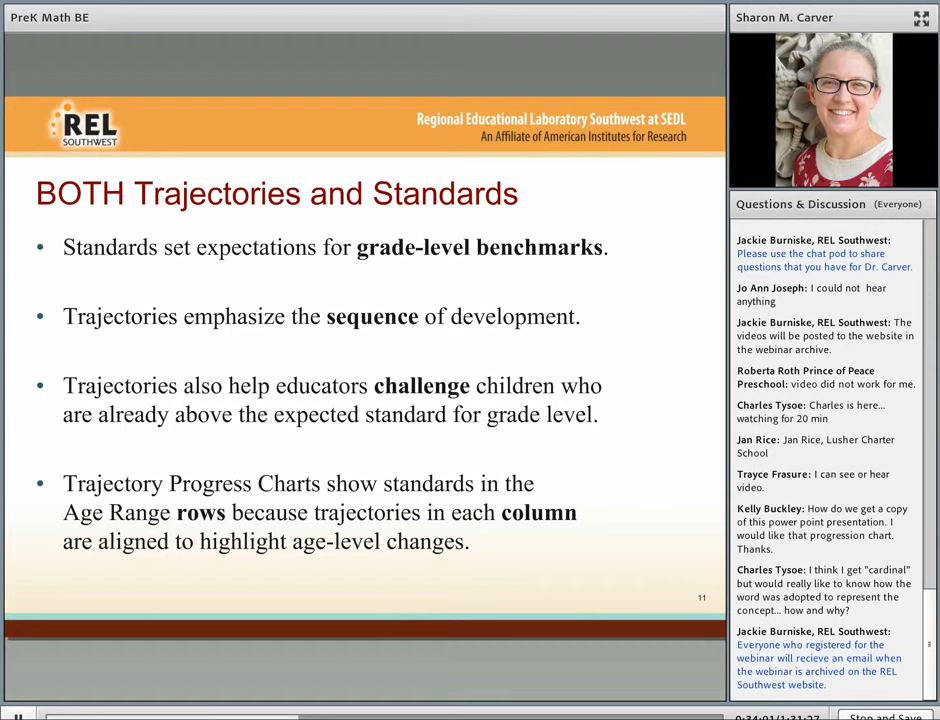 PreK Math BE
Sharon M. Carver
REL
SOUTHWEST
Regional Educational Laboratory Southwest at SEDL
An Affiliate of American Institutes for Research
BOTH Trajectories and Standards
• Standards set expectations for grade-level benchmarks.
• Trajectories emphasize the sequence of development.
• Trajectories also help educators challenge children who
are already above the expected standard for grade level.
• Trajectory Progress Charts show standards in the
Age Range rows because trajectories in each column
are aligned to highlight age-level changes.
11
Questions & Discussion (Everyone)
Jackie Burniske, REL Southwest:
Please use the chat pod to share
questions that you have for Dr. Carver.
Jo Ann Joseph: I could not hear
anything
Jackie Burniske, REL Southwest: The
videos will be posted to the website in
the webinar archive.
Roberta Roth Prince of Peace
Preschool: video did not work for me.
Charles Tysoe: Charles is here...
watching for 20 min
Jan Rice: Jan Rice, Lusher Charter
School
Trayce Frasure: I can see or hear
video.
Kelly Buckley: How do we get a copy
of this power point presentation. I
would like that progression chart.
Thanks.
Charles Tysoe: I think I get "cardinal"
but would really like to know how the
word was adopted to represent the
concept... how and why?
Jackie Burniske, REL Southwest:
Everyone who registered for the
webinar will recieve an email when
the webinar is archived on the REL
Southwest website.
0:34:01/1:31:27
Stop and Save